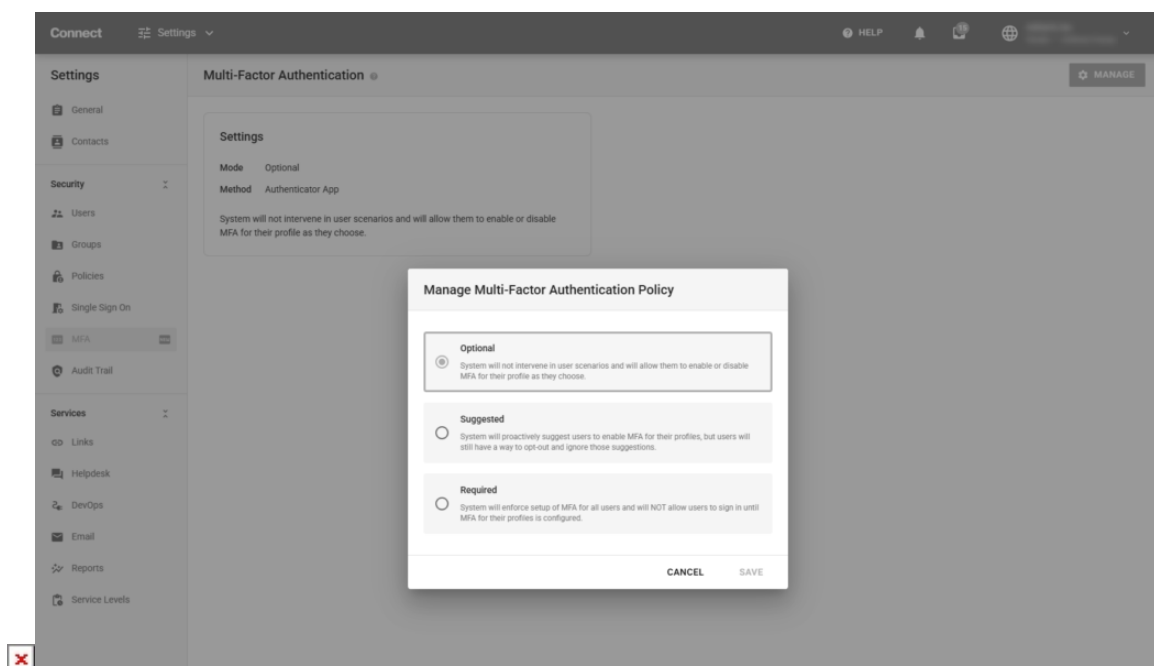 Connect
Settings
HELP
Settings
Multi-Factor Authentication
MANAGE
General
Contacts
Settings
Mode Optional
Method Authenticator App
System will not intervene in user scenarios and will allow them to enable or disable
MFA for their profile as they choose.
Security
Users
Groups
Policies
Single Sign On
MFA
Audit Trail
Services
Links
Helpdesk
DevOps
Email
Reports
Service Levels
Manage Multi-Factor Authentication Policy
Optional
System will not intervene in user scenarios and will allow them to enable or disable
MFA for their profile as they choose.
Suggested
System will proactively suggest users to enable MFA for their profiles, but users will
still have a way to opt-out and ignore those suggestions.
Required
System will enforce setup of MFA for all users and will NOT allow users to sign in until
MFA for their profiles is configured.
CANCEL SAVE